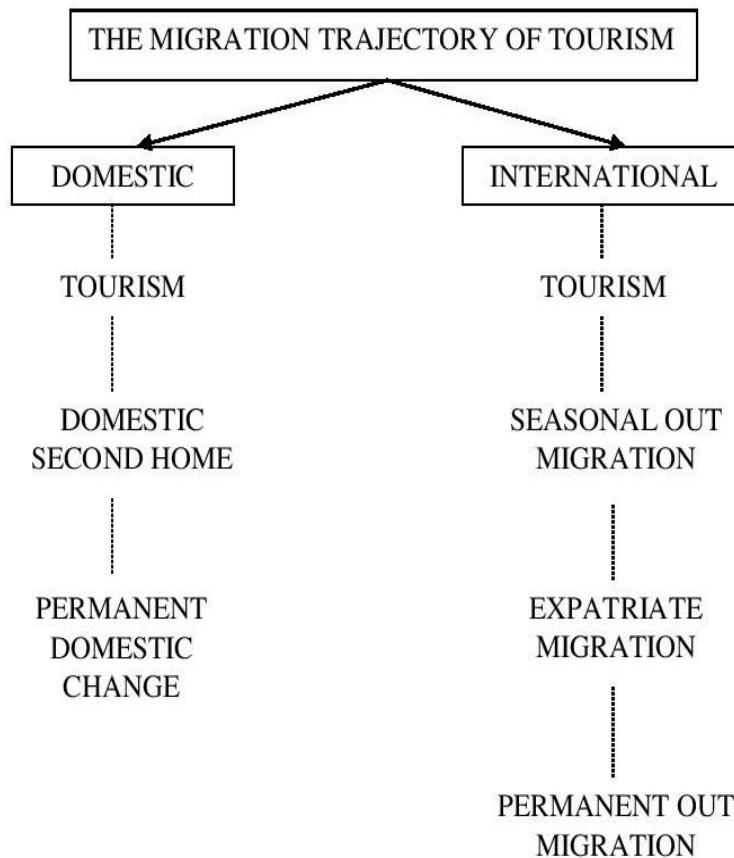 THE MIGRATION TRAJECTORY OF TOURISM
DOMESTIC
INTERNATIONAL
TOURISM
TOURISM
DOMESTIC
SECOND HOME
SEASONAL OUT
MIGRATION
PERMANENT
DOMESTIC
CHANGE
EXPATRIATE
MIGRATION
PERMANENT OUT
MIGRATION